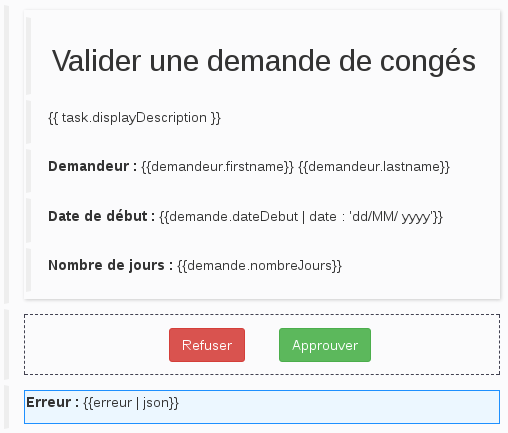 Valider une demande de congés
{{ task.displayDescription }}
Demandeur : {{demandeur.firstname}} {{demandeur.lastname}}
Date de début : {{demande.dateDebut | date : 'dd/MM/ yyyy'}}
Nombre de jours : {{demande.nombreJours}}
Refuser Approuver
Erreur : {{erreur | json}}